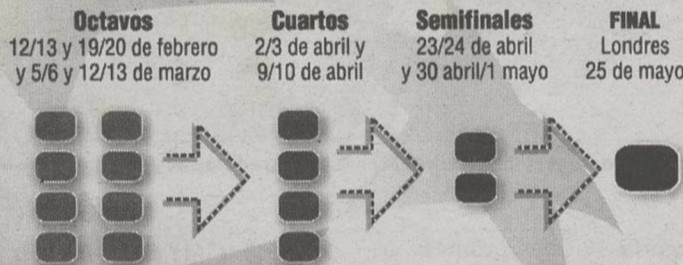 Octavos
12/13 y 19/20 de febrero
y 5/6 y 12/13 de marzo
Cuartos
2/3 de abril y
9/10 de abril
Semifinales
23/24 de abril
y 30 abril/1 mayo
FINAL
Londres
25 de mayo